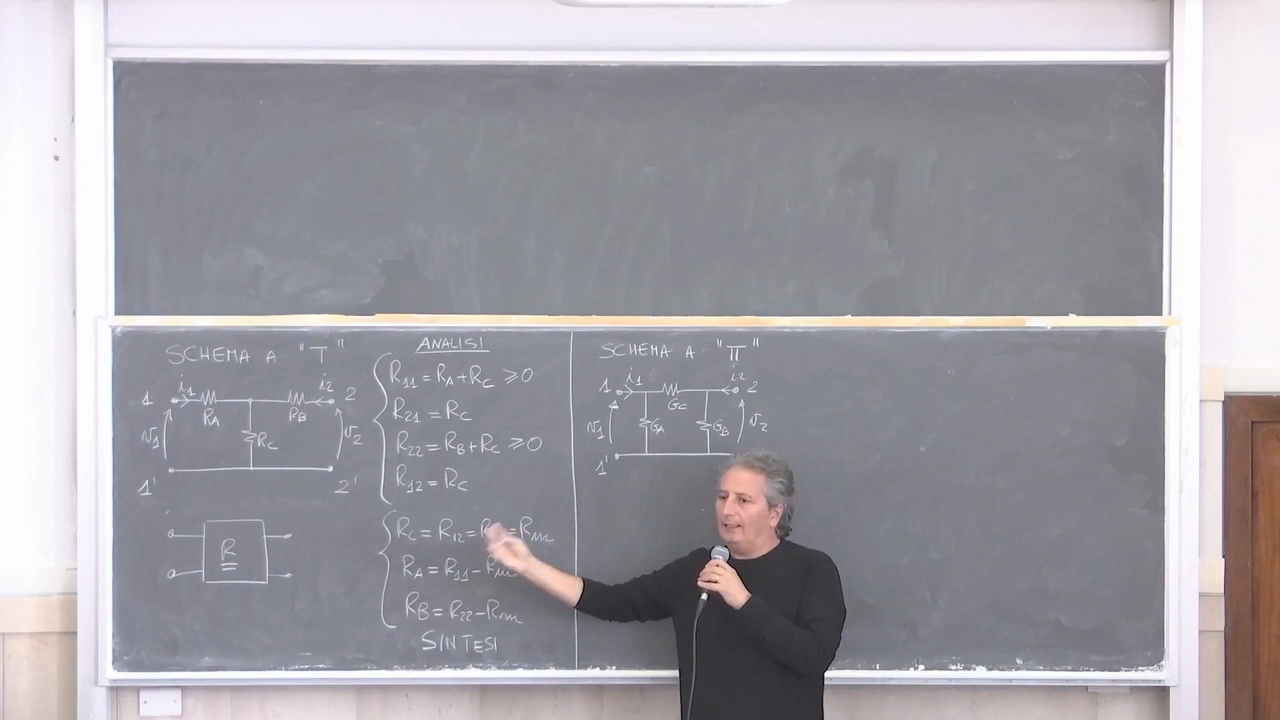 SCHEMA A "T"
1 i1 i2 2
RA RB
v1 RC v2
1' 2'
R
ANALISI
R11 = RA + RC ≥ 0
R21 = RC
R22 = RB + RC ≥ 0
R12 = RC
RC = R12 = = Rm
RA = R11 - Rm
RB = R22 - Rm
SINTESI
SCHEMA A "π"
1 i1 i2 2
GC
v1 GA GB v2
1'